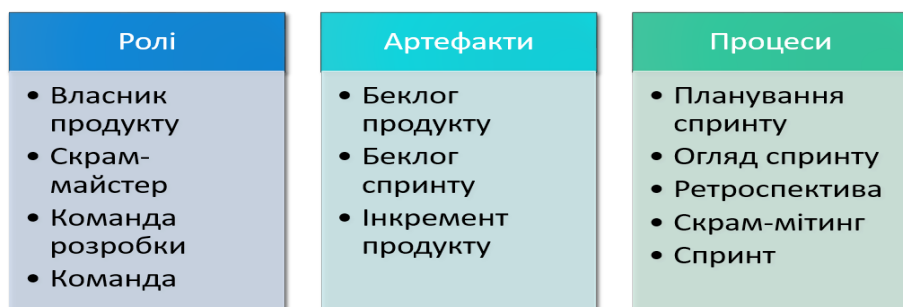 Ролі
• Власник
продукту
• Скрам-
майстер
• Команда
розробки
• Команда
Артефакти
• Беклог
продукту
• Беклог
спринту
• Інкремент
продукту
Процеси
• Планування
спринту
• Огляд спринту
• Ретроспектива
• Скрам-мітинг
• Спринт